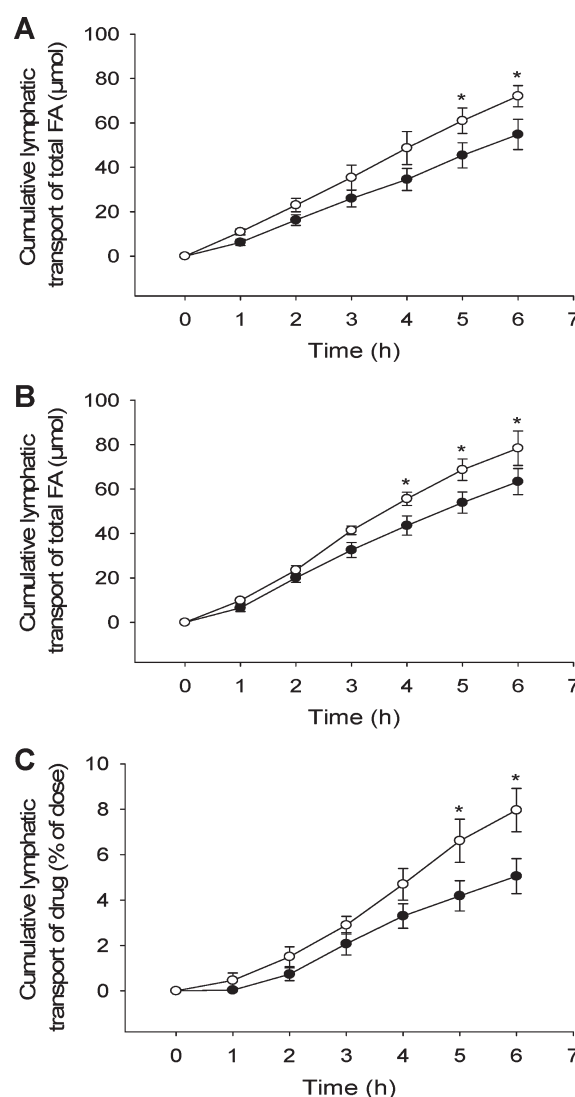 A
Cumulative lymphatic
transport of total FA (µmol)
100
80
60
40
20
0
* *
0 1 2 3 4 5 6 7
Time (h)
B
Cumulative lymphatic
transport of total FA (µmol)
100
80
60
40
20
0
* * *
0 1 2 3 4 5 6 7
Time (h)
C
Cumulative lymphatic
transport of drug (% of dose)
10
8
6
4
2
0
* *
0 1 2 3 4 5 6 7
Time (h)